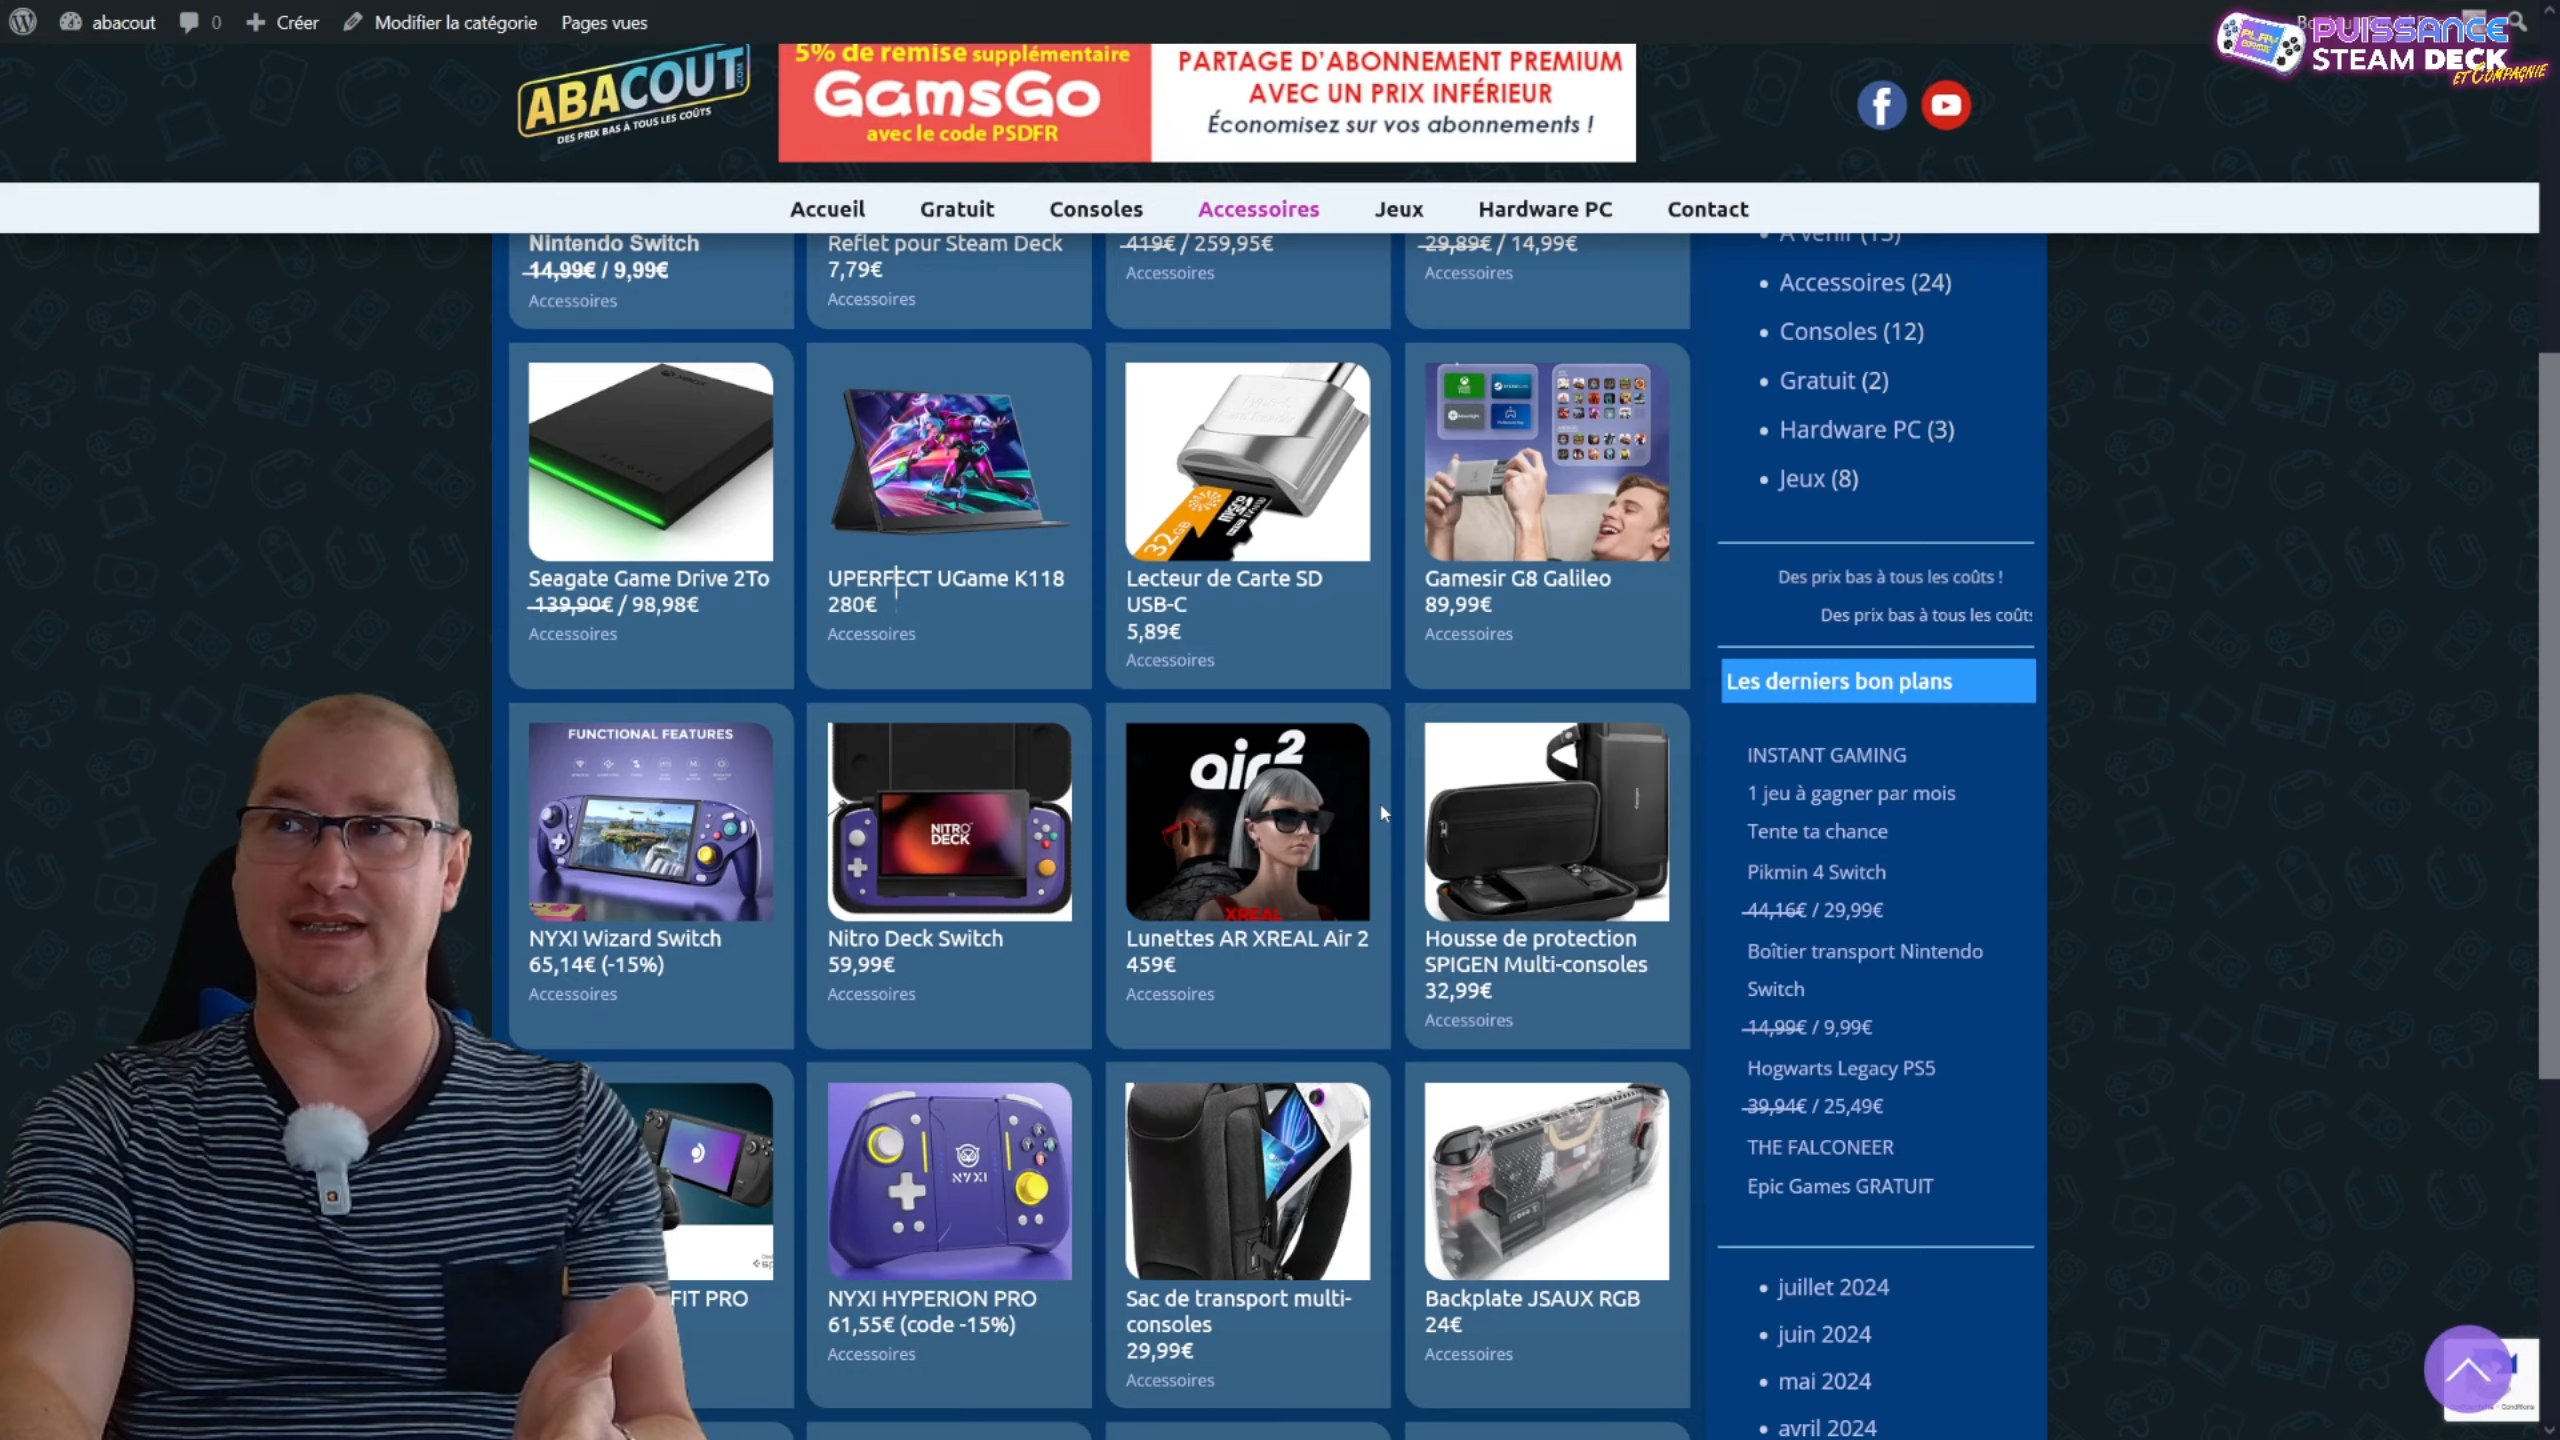 abacout
0
Créer
Modifier la catégorie
Pages vues
PUISSANCE
STEAM DECK
ET COMPAGNIE
ABACOUT
.COM
DES PRIX BAS À TOUS LES COÛTS
5% de remise supplémentaire
GamsGo
avec le code PSDFR
PARTAGE D'ABONNEMENT PREMIUM
AVEC UN PRIX INFÉRIEUR
Économisez sur vos abonnements !
Accueil
Gratuit
Consoles
Accessoires
Jeux
Hardware PC
Contact
Nintendo Switch
14,99€ / 9,99€
Accessoires
Reflet pour Steam Deck
7,79€
Accessoires
419€ / 259,95€
Accessoires
29,89€ / 14,99€
Accessoires
Seagate Game Drive 2To
139,90€ / 98,98€
Accessoires
UPERFECT UGame K118
280€
Accessoires
32GB
Lecteur de Carte SD
USB-C
5,89€
Accessoires
Gamesir G8 Galileo
89,99€
Accessoires
FUNCTIONAL FEATURES
NYXI Wizard Switch
65,14€ (-15%)
Accessoires
NITRO
DECK
Nitro Deck Switch
59,99€
Accessoires
air2
XREAL
Lunettes AR XREAL Air 2
459€
Accessoires
Housse de protection
SPIGEN Multi-consoles
32,99€
Accessoires
FIT PRO
NYXI
NYXI HYPERION PRO
61,55€ (code -15%)
Accessoires
Sac de transport multi-
consoles
29,99€
Accessoires
Backplate JSAUX RGB
24€
Accessoires
A venir (15)
Accessoires (24)
Consoles (12)
Gratuit (2)
Hardware PC (3)
Jeux (8)
Des prix bas à tous les coûts !
Des prix bas à tous les coûts
Les derniers bon plans
INSTANT GAMING
1 jeu à gagner par mois
Tente ta chance
Pikmin 4 Switch
44,16€ / 29,99€
Boîtier transport Nintendo
Switch
14,99€ / 9,99€
Hogwarts Legacy PS5
39,94€ / 25,49€
THE FALCONEER
Epic Games GRATUIT
juillet 2024
juin 2024
mai 2024
avril 2024